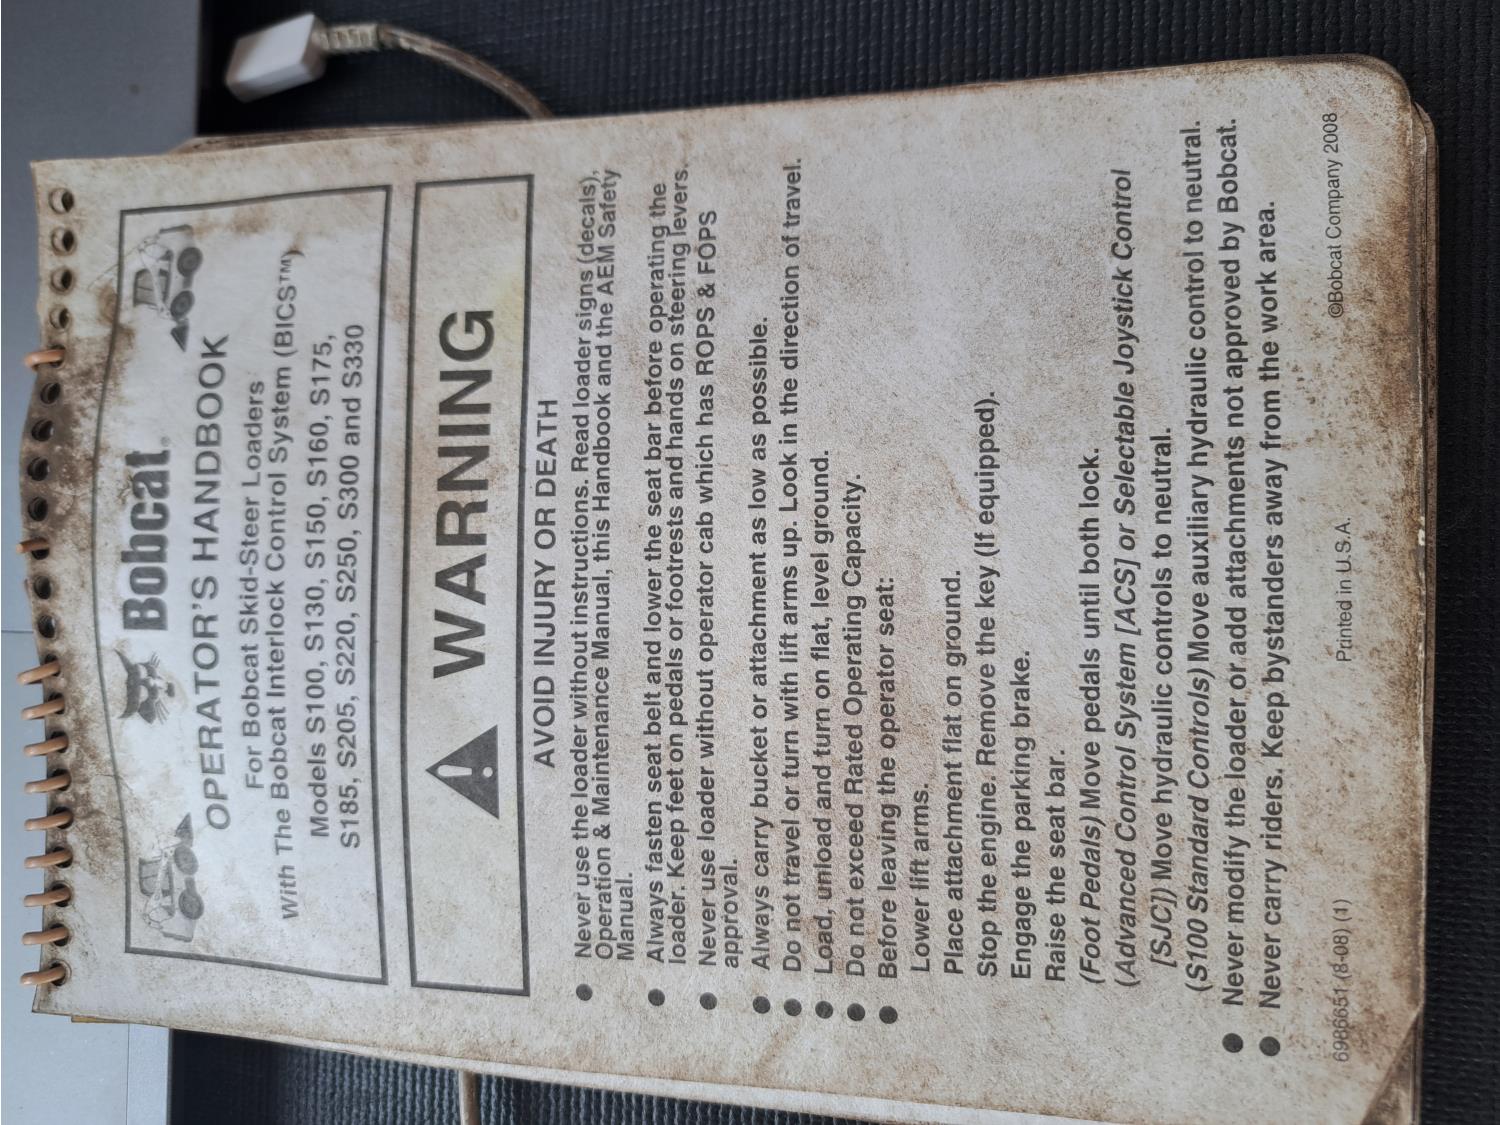 Bobcat®
OPERATOR'S HANDBOOK
For Bobcat Skid-Steer Loaders
With The Bobcat Interlock Control System (BICS™)
Models S100, S130, S150, S160, S175,
S185, S205, S220, S250, S300 and S330
WARNING
AVOID INJURY OR DEATH
● Never use the loader without instructions. Read loader signs (decals),
Operation & Maintenance Manual, this Handbook and the AEM Safety
Manual.
● Always fasten seat belt and lower the seat bar before operating the
loader. Keep feet on pedals or footrests and hands on steering levers.
● Never use loader without operator cab which has ROPS & FOPS
approval.
● Always carry bucket or attachment as low as possible.
● Do not travel or turn with lift arms up. Look in the direction of travel.
● Load, unload and turn on flat, level ground.
● Do not exceed Rated Operating Capacity.
● Before leaving the operator seat:
Lower lift arms.
Place attachment flat on ground.
Stop the engine. Remove the key (If equipped).
Engage the parking brake.
Raise the seat bar.
(Foot Pedals) Move pedals until both lock.
(Advanced Control System [ACS] or Selectable Joystick Control
[SJC]) Move hydraulic controls to neutral.
(S100 Standard Controls) Move auxiliary hydraulic control to neutral.
● Never modify the loader or add attachments not approved by Bobcat.
● Never carry riders. Keep bystanders away from the work area.
6986651 (8-08) (1)
Printed in U.S.A.
©Bobcat Company 2008